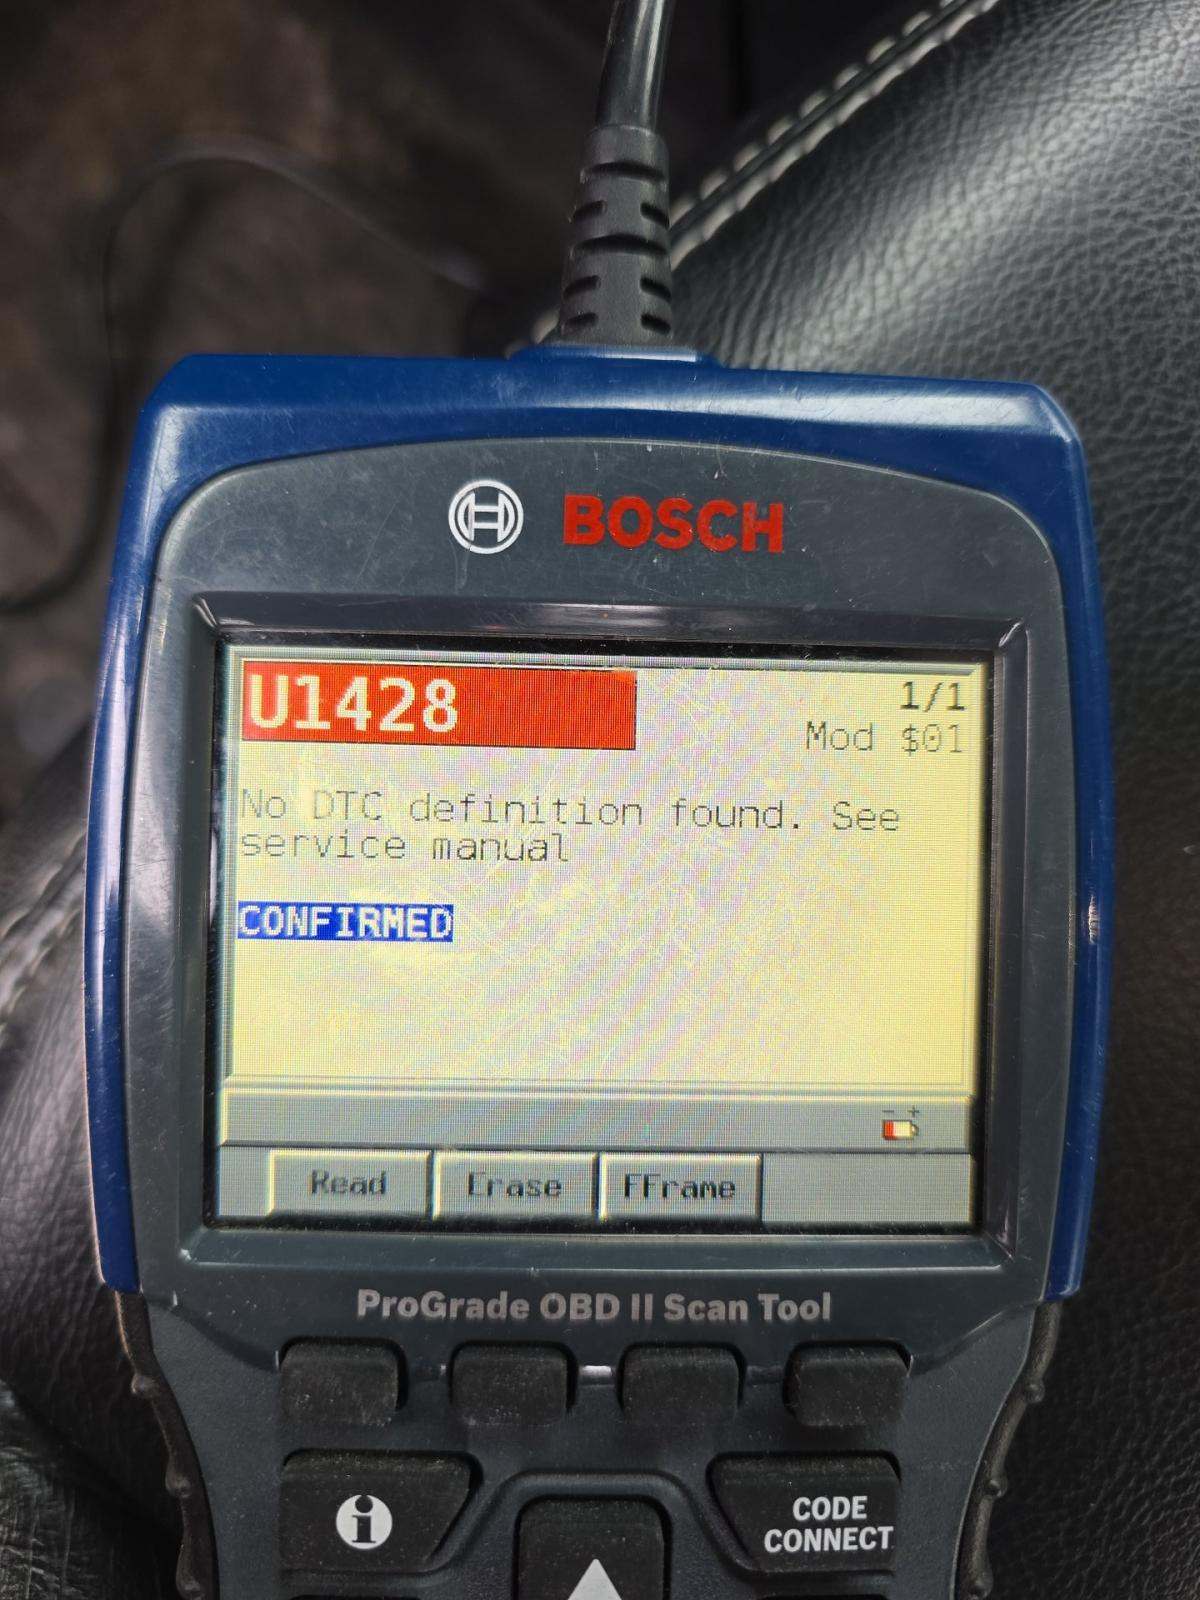 BOSCH
U1428
1/1
Mod $01
No DTC definition found. See
service manual
CONFIRMED
- +
Read Erase FFrame
ProGrade OBD II Scan Tool
i
CODE
CONNECT